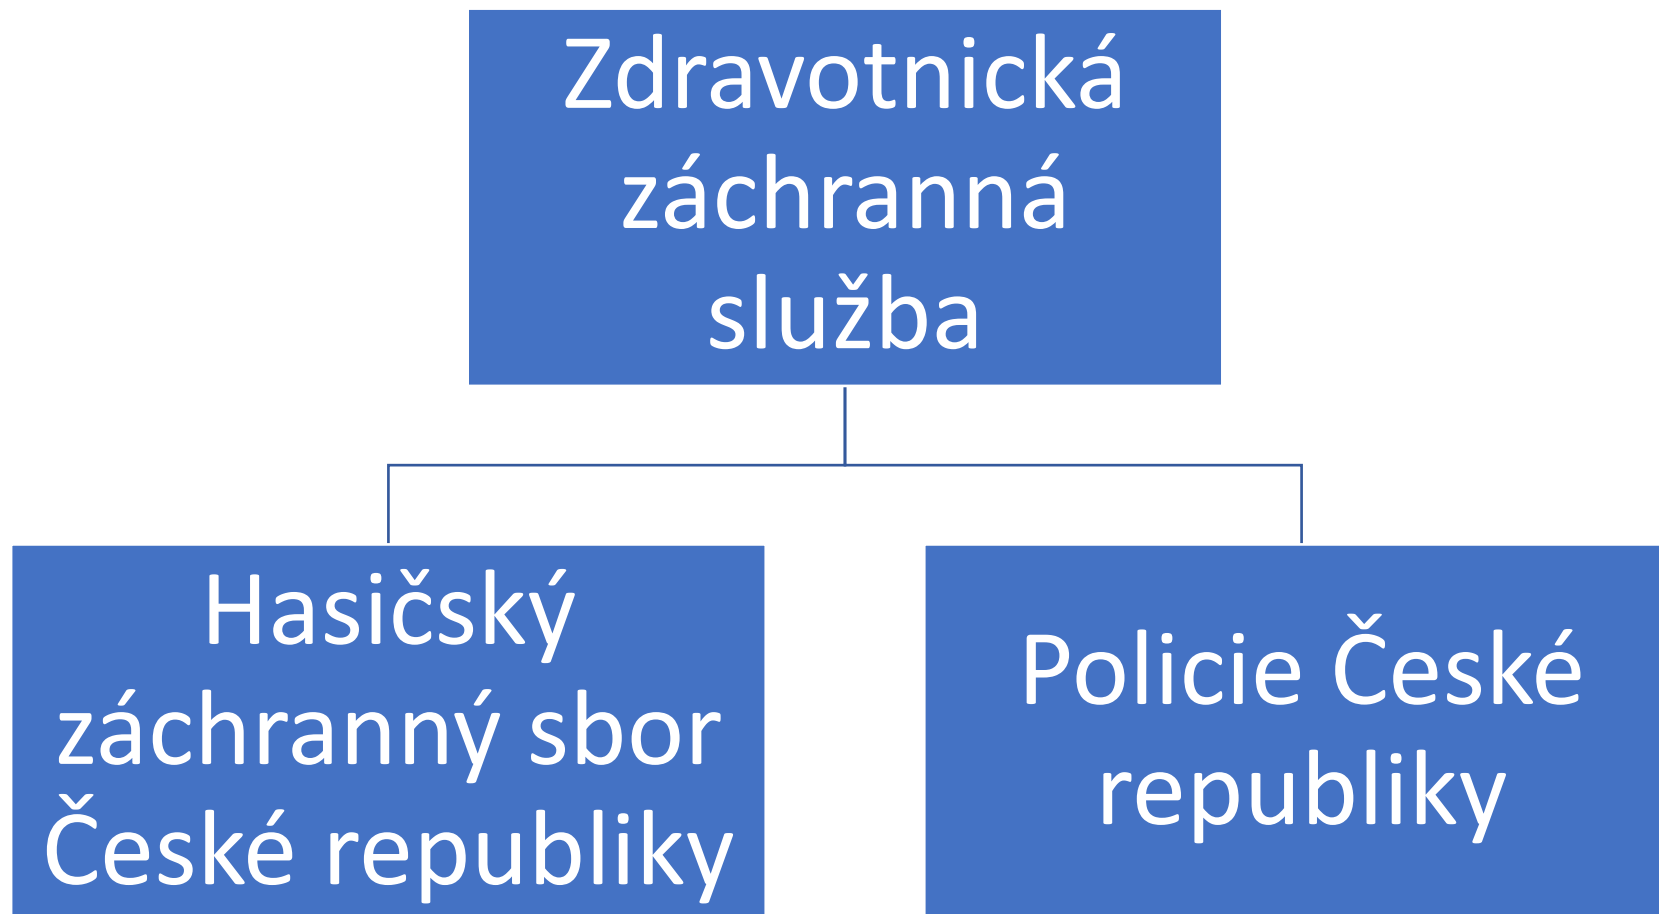 Zdravotnická
záchranná
služba
Hasičský
záchranný sbor
České republiky
Policie České
republiky